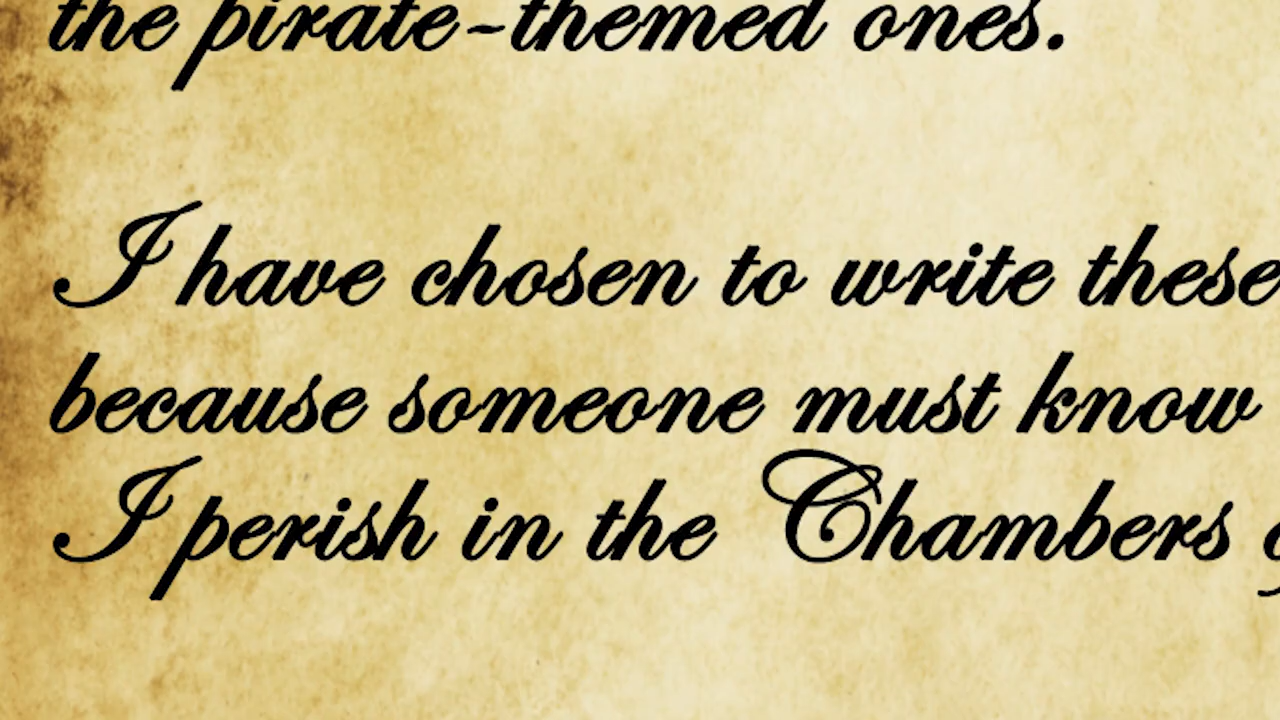 the pirate-themed ones.
I have chosen to write these
because someone must know
I perish in the Chambers